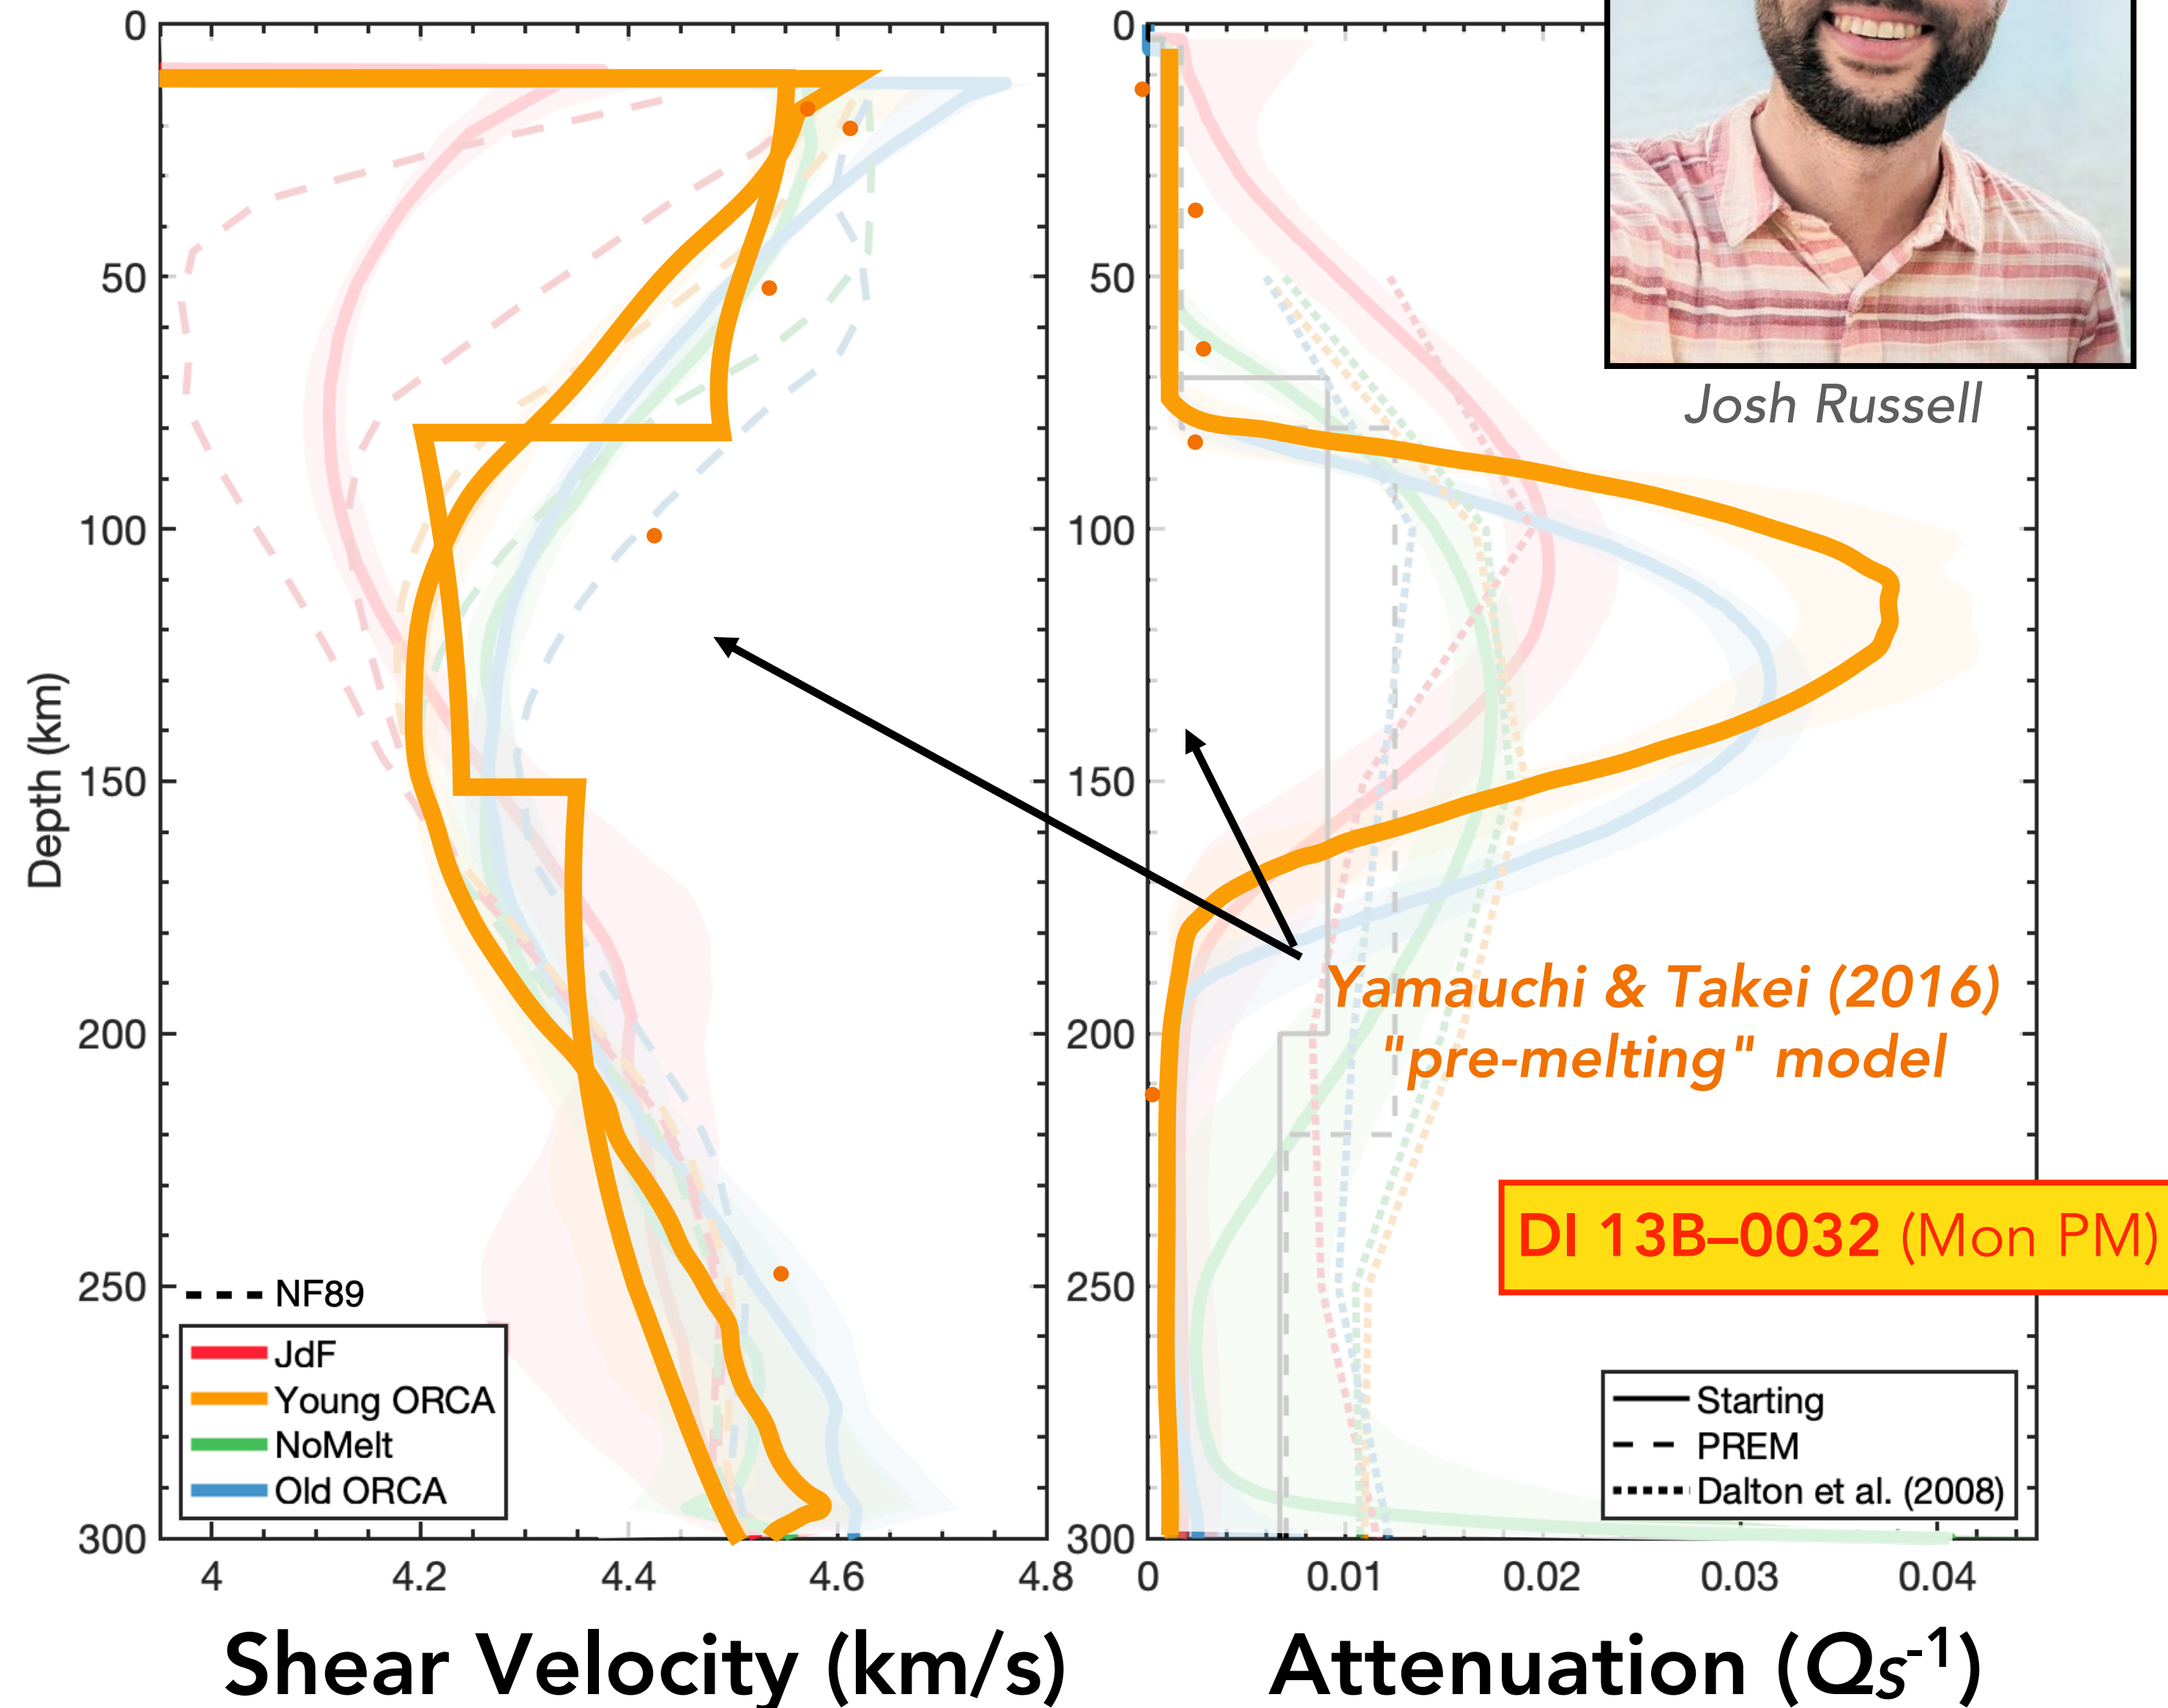 0
50
100
150
200
250
300
Depth (km)
4
4.2
4.4
4.6
4.8
Shear Velocity (km/s)
NF89
JdF
Young ORCA
NoMelt
Old ORCA
0
50
100
150
200
250
300
0
0.01
0.02
0.03
0.04
Attenuation (Qs⁻¹)
Josh Russell
Yamauchi & Takei (2016)
"pre-melting" model
DI 13B–0032 (Mon PM)
Starting
PREM
Dalton et al. (2008)